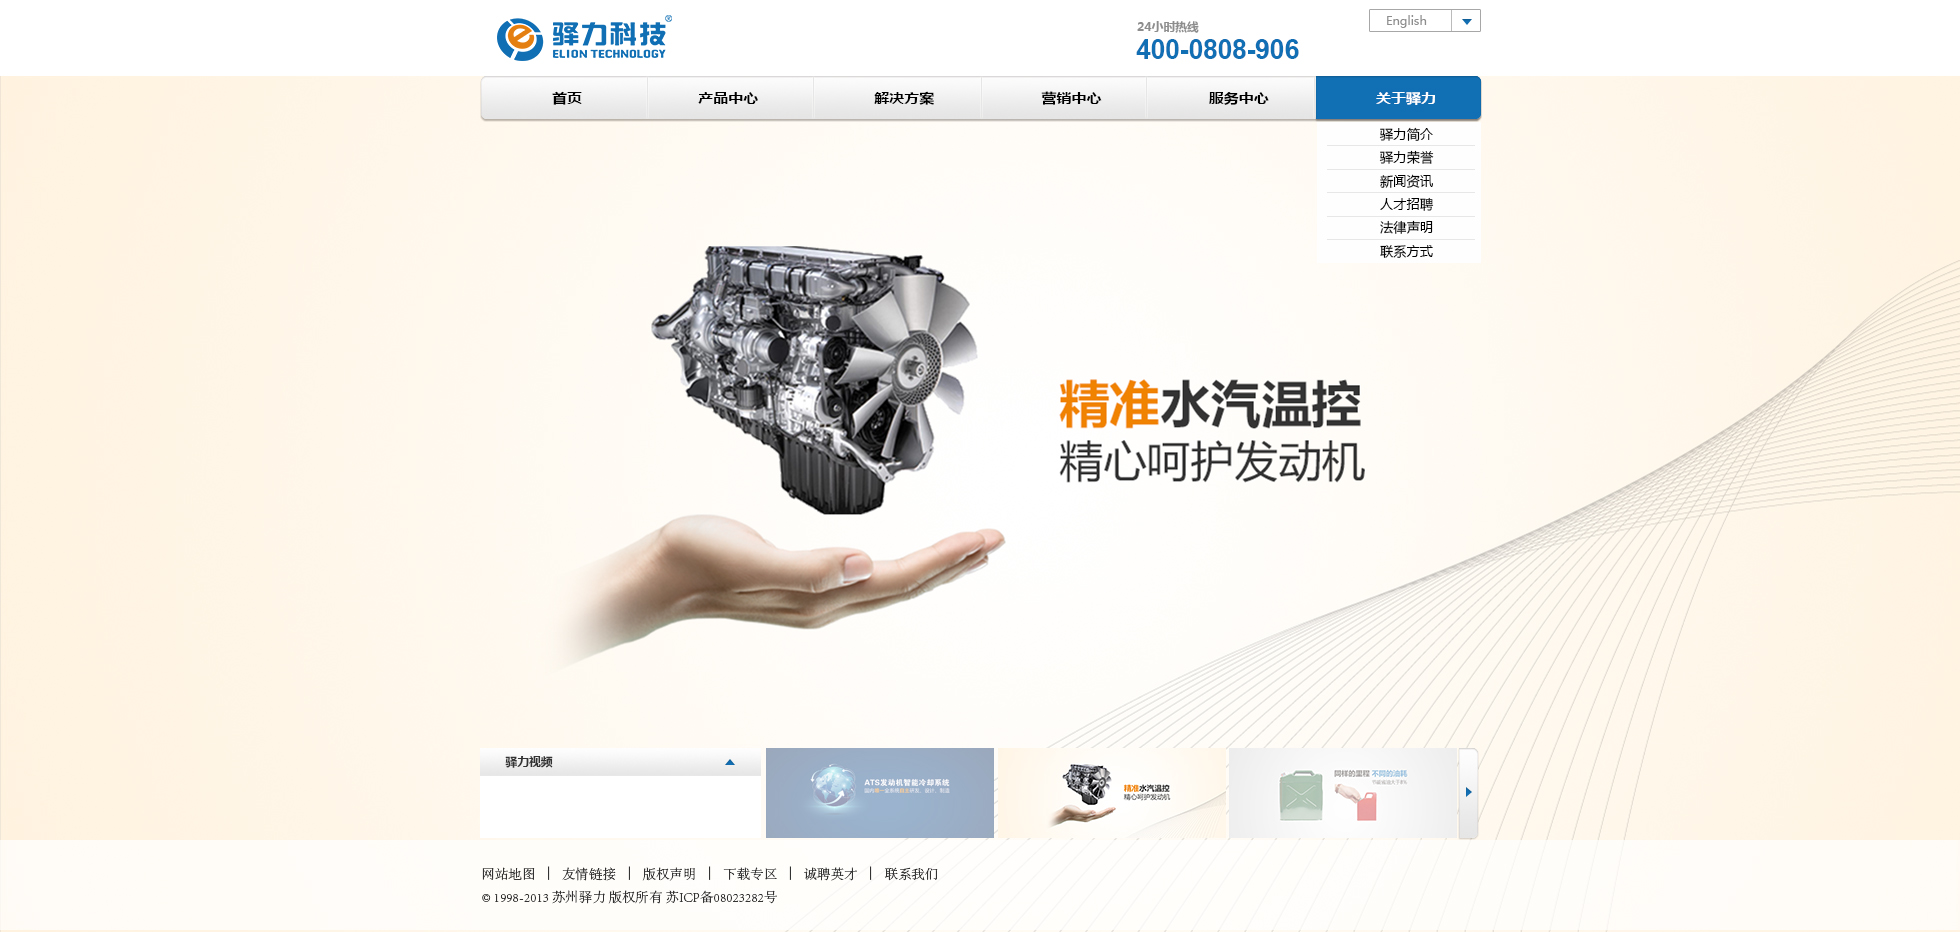 驿力科技®
ELION TECHNOLOGY
24小时热线
400-0808-906
English
首页 产品中心 解决方案 营销中心 服务中心 关于驿力
驿力简介
驿力荣誉
新闻资讯
人才招聘
法律声明
联系方式
精准水汽温控
精心呵护发动机
驿力视频
ATS发动机智能冷却系统
精准水汽温控
精心呵护发动机
同样的里程 不同的油耗
网站地图 | 友情链接 | 版权声明 | 下载专区 | 诚聘英才 | 联系我们
© 1998-2013 苏州驿力 版权所有 苏ICP备08023282号